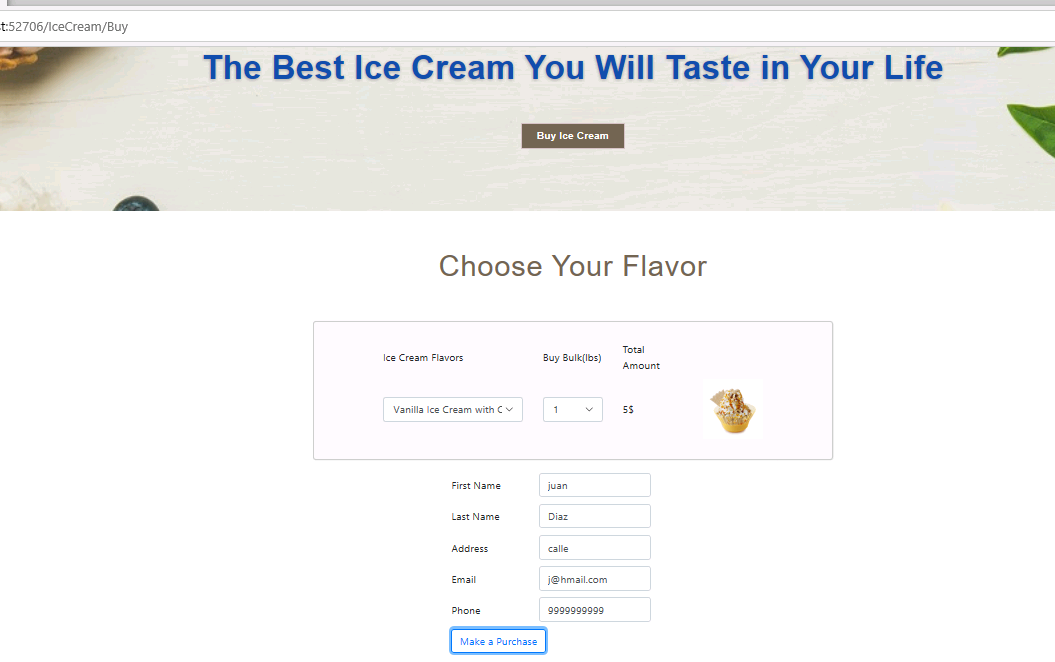 t:52706/IceCream/Buy
The Best Ice Cream You Will Taste in Your Life
Buy Ice Cream
Choose Your Flavor
Ice Cream Flavors
Buy Bulk(lbs)
Total
Amount
Vanilla Ice Cream with C
1
5$
First Name
juan
Last Name
Diaz
Address
calle
Email
j@hmail.com
Phone
9999999999
Make a Purchase